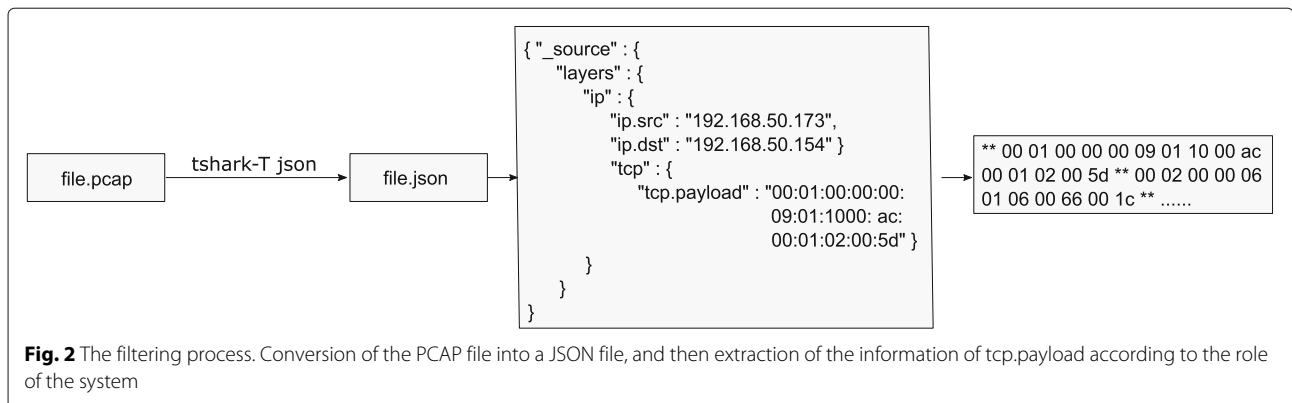 file.pcap
tshark-T json
file.json
{ "_source" : {
"layers" : {
"ip" : {
"ip.src" : "192.168.50.173",
"ip.dst" : "192.168.50.154" }
"tcp" : {
"tcp.payload" : "00:01:00:00:00:
09:01:1000: ac:
00:01:02:00:5d" }
}
}
}
** 00 01 00 00 00 09 01 10 00 ac
00 01 02 00 5d ** 00 02 00 00 06
01 06 00 66 00 1c ** ......
Fig. 2 The filtering process. Conversion of the PCAP file into a JSON file, and then extraction of the information of tcp.payload according to the role
of the system